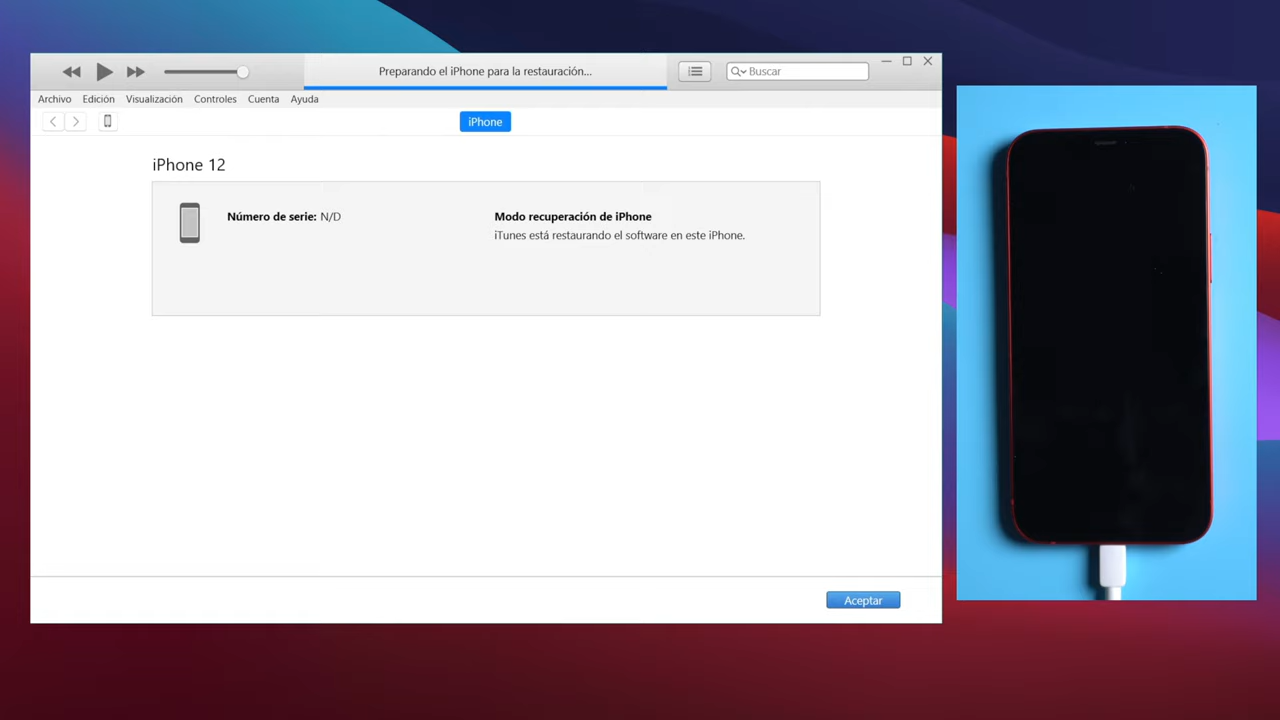 Preparando el iPhone para la restauración...
Buscar
Archivo Edición Visualización Controles Cuenta Ayuda
iPhone
iPhone 12
Número de serie: N/D
Modo recuperación de iPhone
iTunes está restaurando el software en este iPhone.
Aceptar